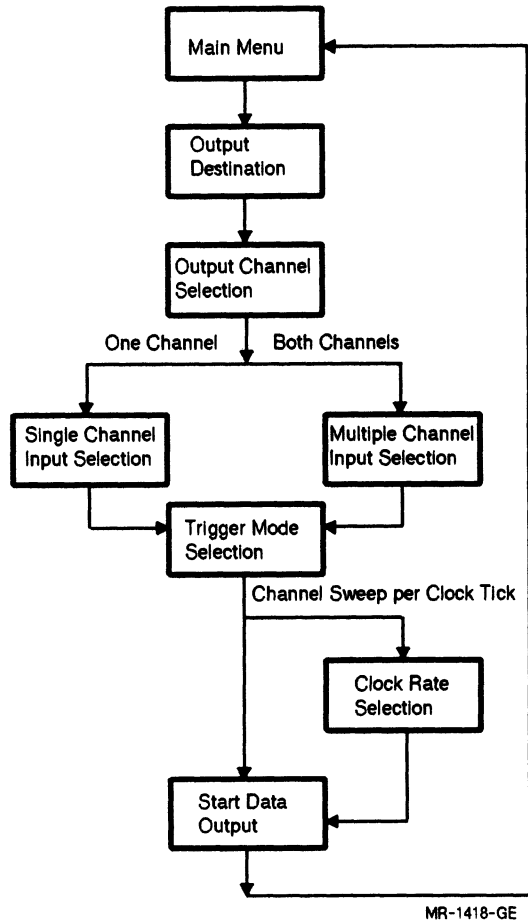 Main Menu
Output
Destination
Output Channel
Selection
One Channel
Both Channels
Single Channel
Input Selection
Multiple Channel
Input Selection
Trigger Mode
Selection
Channel Sweep per Clock Tick
Clock Rate
Selection
Start Data
Output
MR-1418-GE